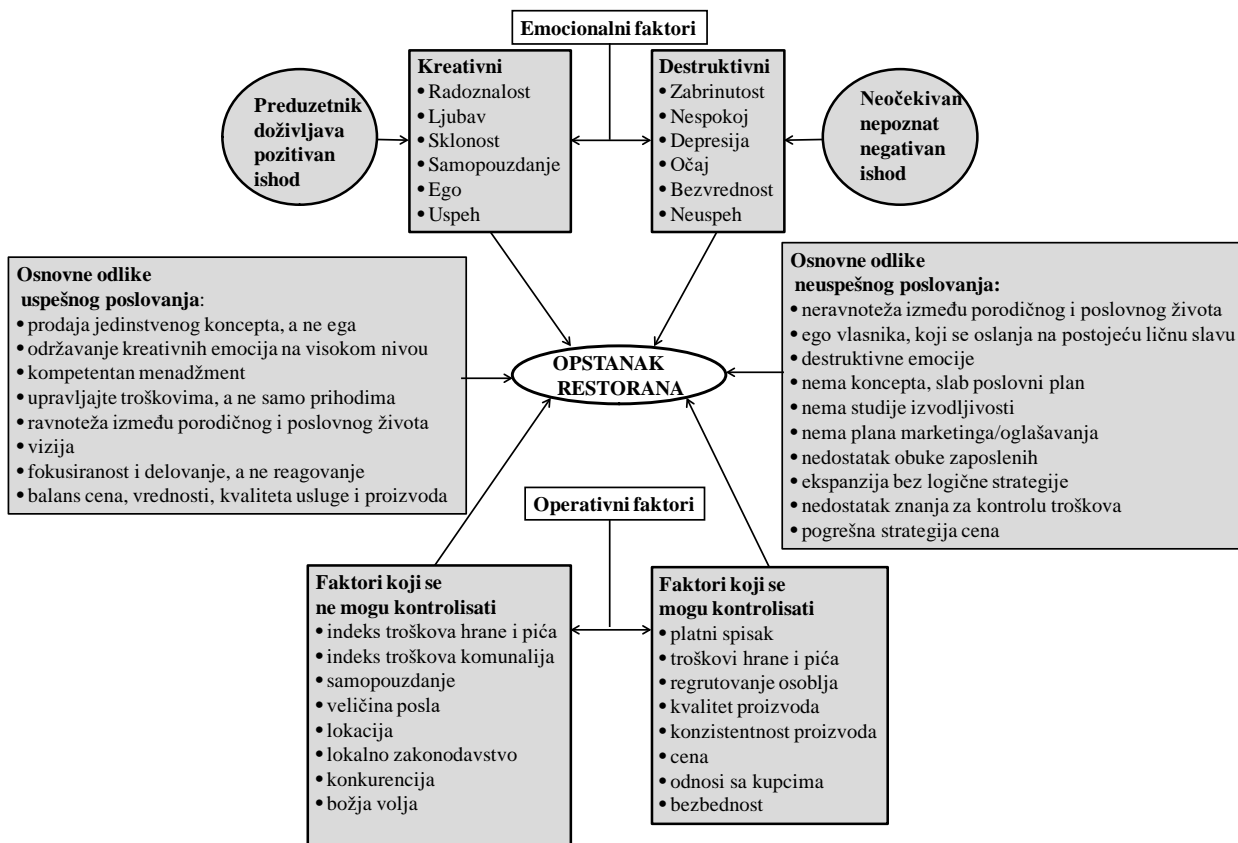 Emocionalni faktori
Preduzetnik
doživljava
pozitivan
ishod
Kreativni
• Radoznalost
• Ljubav
• Sklonost
• Samopouzdanje
• Ego
• Uspeh
Destruktivni
• Zabrinutost
• Nespokoj
• Depresija
• Očaj
• Bezvrednost
• Neuspeh
Neočekivan
nepoznat
negativan
ishod
Osnovne odlike
uspešnog poslovanja:
• prodaja jedinstvenog koncepta, a ne ega
• održavanje kreativnih emocija na visokom nivou
• kompetentan menadžment
• upravljajte troškovima, a ne samo prihodima
• ravnoteža između porodičnog i poslovnog života
• vizija
• fokusiranost i delovanje, a ne reagovanje
• balans cena, vrednosti, kvaliteta usluge i proizvoda
OPSTANAK
RESTORANA
Osnovne odlike
neuspešnog poslovanja:
• neravnoteža između porodičnog i poslovnog života
• ego vlasnika, koji se oslanja na postojeću ličnu slavu
• destruktivne emocije
• nema koncepta, slab poslovni plan
• nema studije izvodljivosti
• nema plana marketinga/oglašavanja
• nedostatak obuke zaposlenih
• ekspanzija bez logične strategije
• nedostatak znanja za kontrolu troškova
• pogrešna strategija cena
Operativni faktori
Faktori koji se
ne mogu kontrolisati
• indeks troškova hrane i pića
• indeks troškova komunalija
• samopouzdanje
• veličina posla
• lokacija
• lokalno zakonodavstvo
• konkurencija
• božja volja
Faktori koji se
mogu kontrolisati
• platni spisak
• troškovi hrane i pića
• regrutovanje osoblja
• kvalitet proizvoda
• konzistentnost proizvoda
• cena
• odnosi sa kupcima
• bezbednost